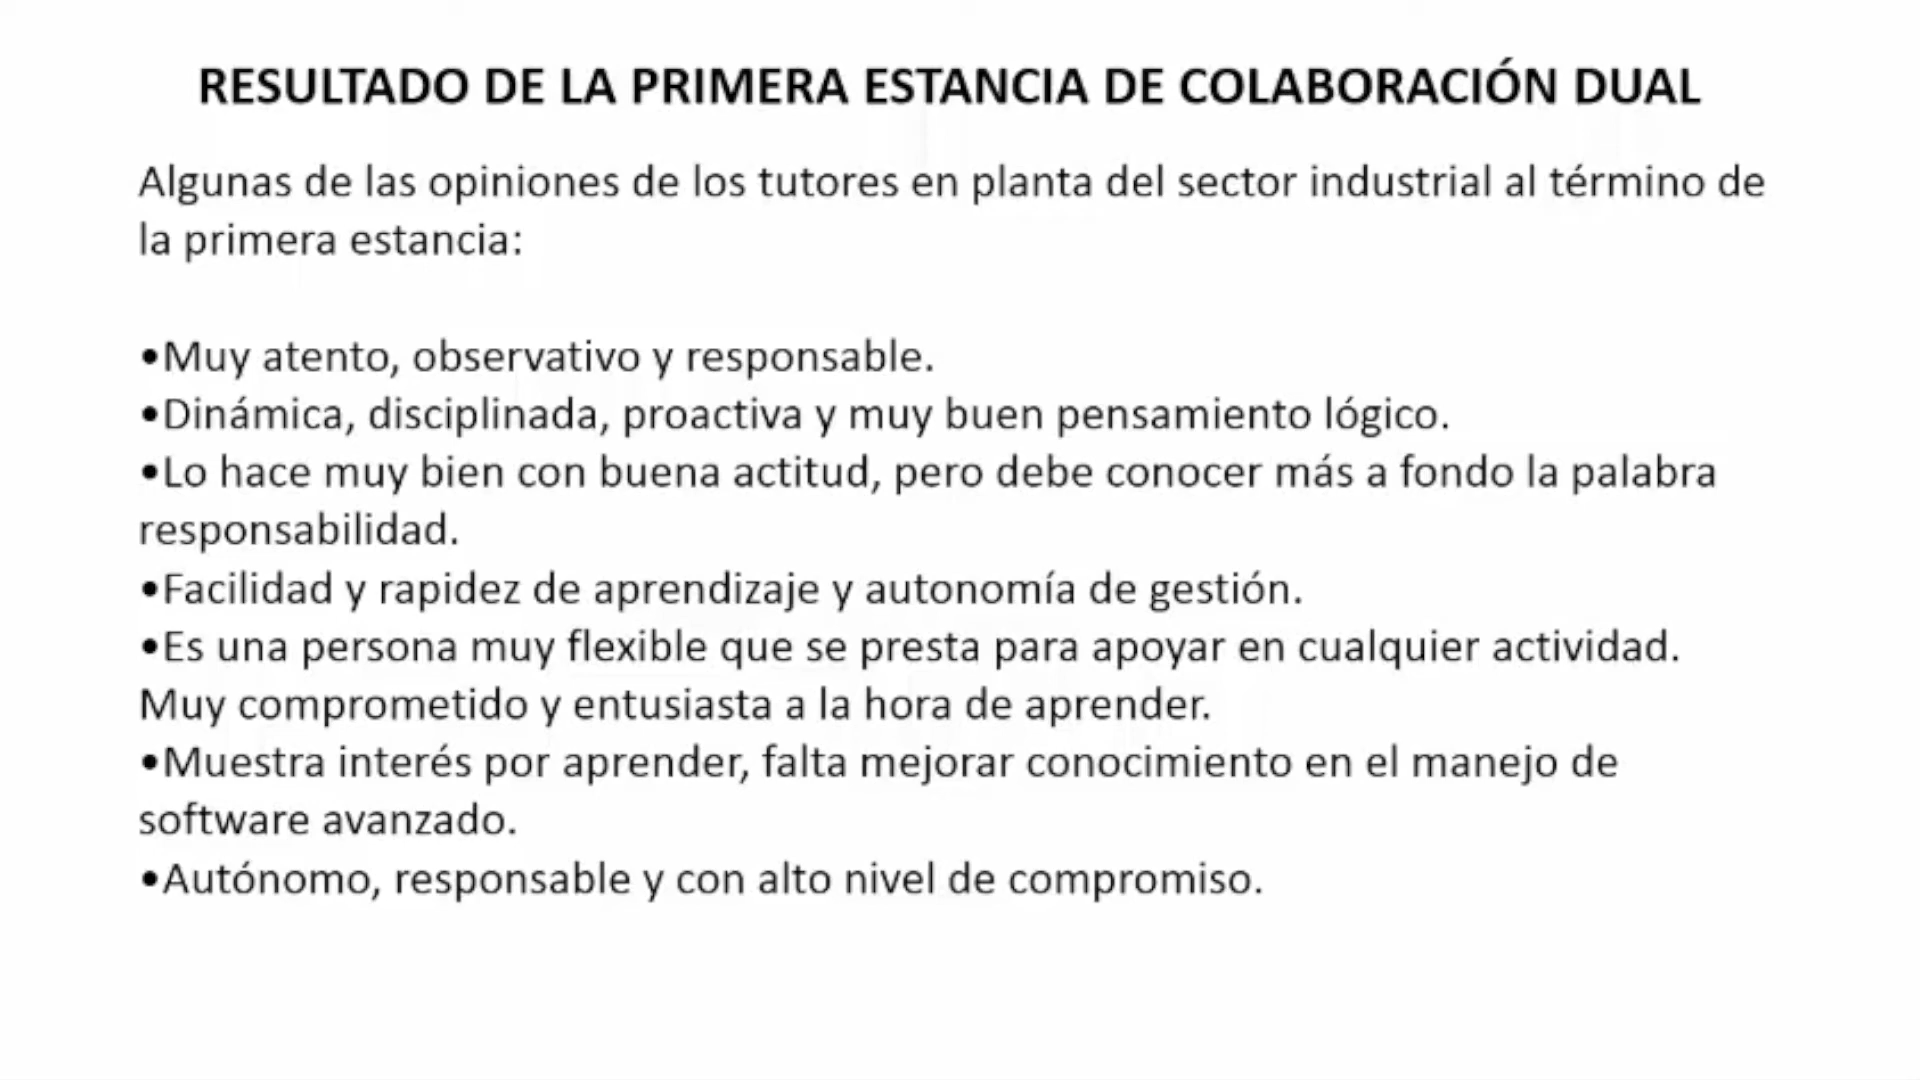 RESULTADO DE LA PRIMERA ESTANCIA DE COLABORACIÓN DUAL
Algunas de las opiniones de los tutores en planta del sector industrial al término de
la primera estancia:
•Muy atento, observativo y responsable.
•Dinámica, disciplinada, proactiva y muy buen pensamiento lógico.
•Lo hace muy bien con buena actitud, pero debe conocer más a fondo la palabra
responsabilidad.
•Facilidad y rapidez de aprendizaje y autonomía de gestión.
•Es una persona muy flexible que se presta para apoyar en cualquier actividad.
Muy comprometido y entusiasta a la hora de aprender.
•Muestra interés por aprender, falta mejorar conocimiento en el manejo de
software avanzado.
•Autónomo, responsable y con alto nivel de compromiso.